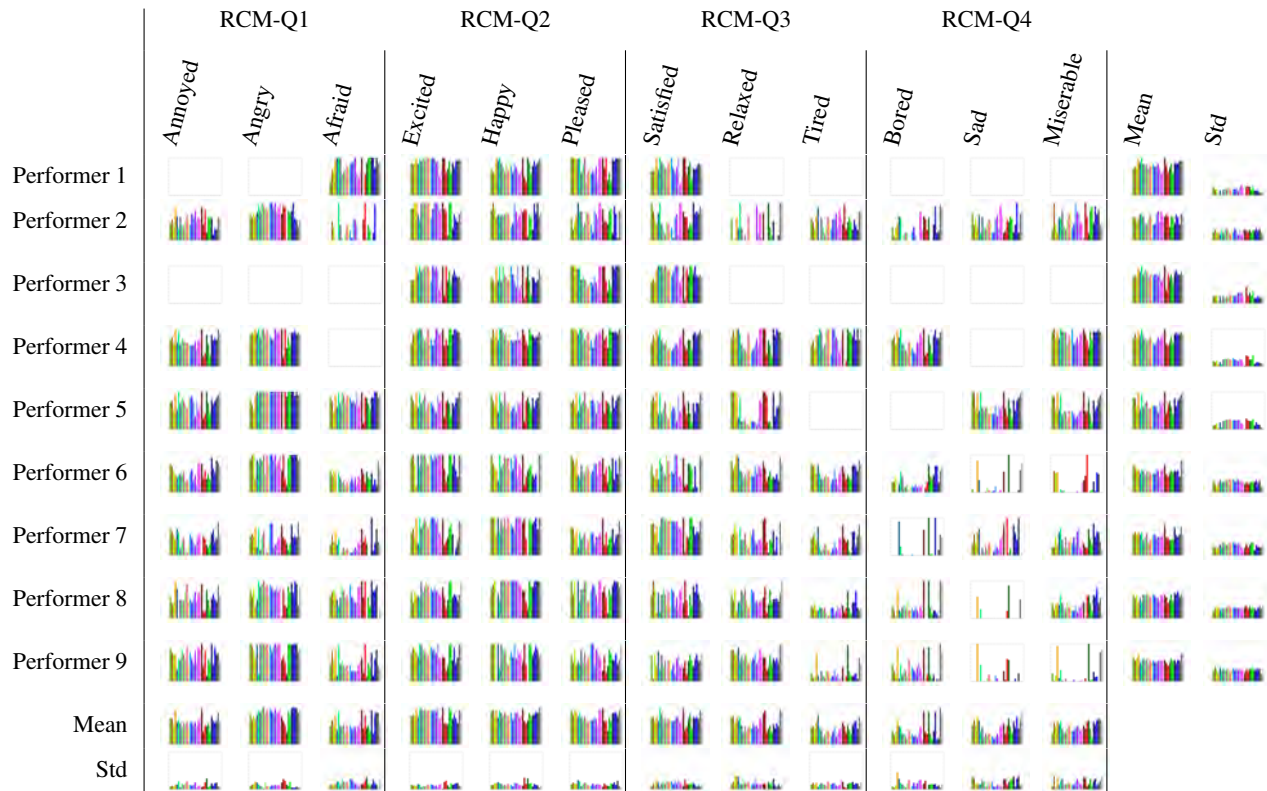 RCM-Q1 RCM-Q2 RCM-Q3 RCM-Q4
Annoyed Angry Afraid Excited Happy Pleased Satisfied Relaxed Tired Bored Sad Miserable Mean Std
Performer 1
Performer 2
Performer 3
Performer 4
Performer 5
Performer 6
Performer 7
Performer 8
Performer 9
Mean
Std